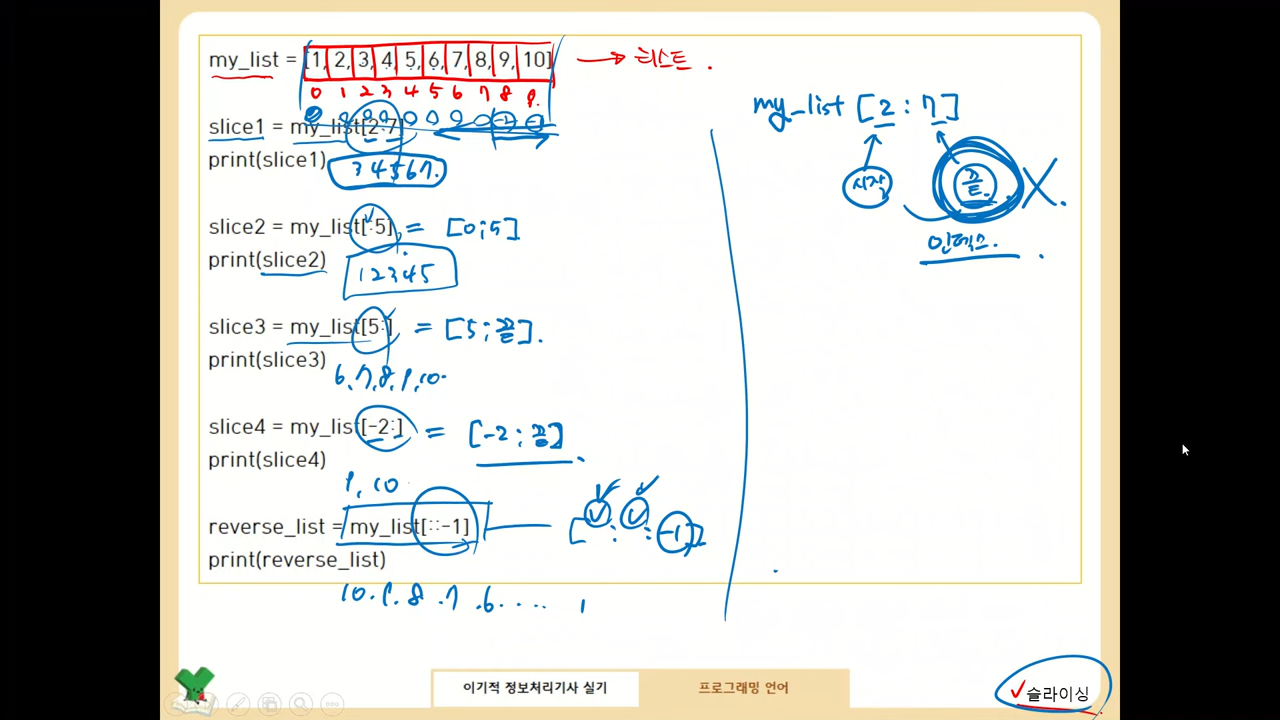 my_list = [1, 2, 3, 4, 5, 6, 7, 8, 9, 10] → 리스트.
0 1 2 3 4 5 6 7 8 9.
my_list [2 : 7]
slice1 = my_list[2:7]
print(slice1)
3 4 5 6 7.
시작
끝
X.
인덱스.
slice2 = my_list[:5] = [0:5]
print(slice2)
1 2 3 4 5
slice3 = my_list[5:] = [5:끝].
print(slice3)
6, 7, 8, 9, 10.
slice4 = my_list[-2:] = [-2:끝].
print(slice4)
9, 10
reverse_list = my_list[::-1] [ : : -1]
print(reverse_list)
10. 9. 8. 7. 6. .... 1
이기적 정보처리기사 실기
프로그래밍 언어
슬라이싱